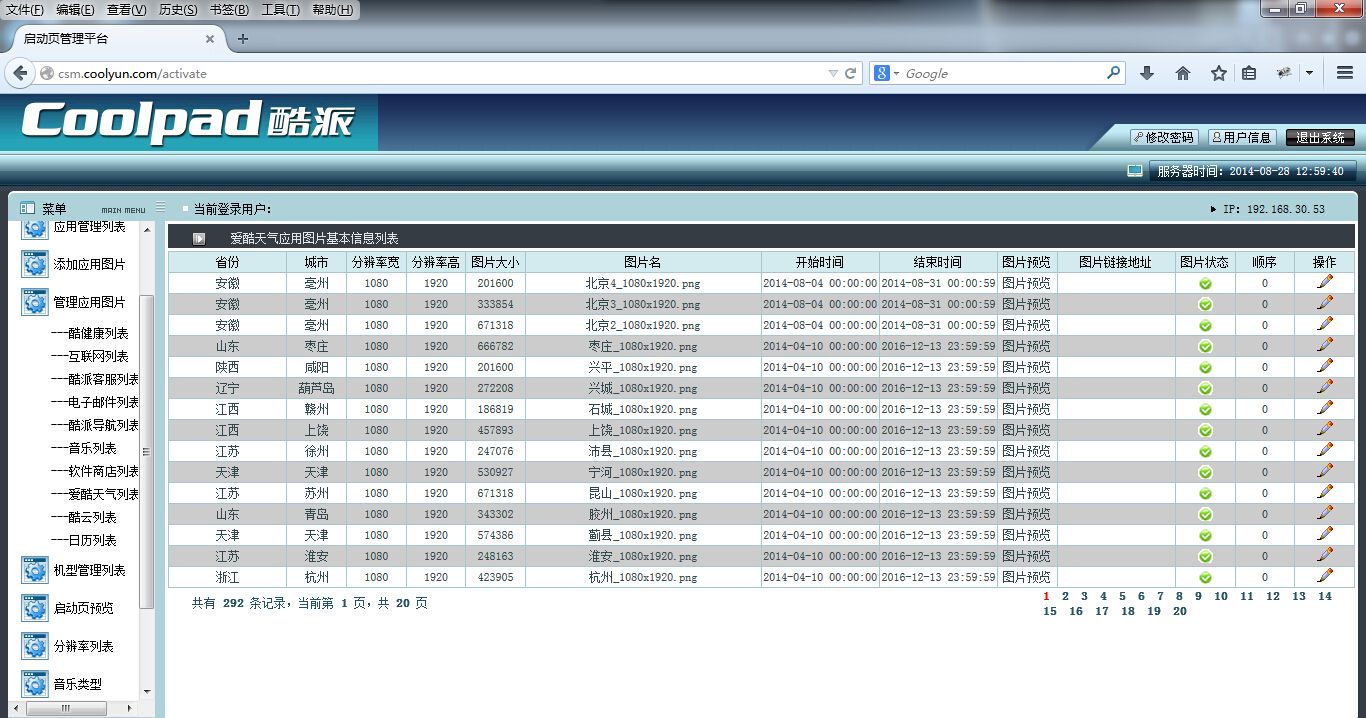 文件(F) 编辑(E) 查看(V) 历史(S) 书签(B) 工具(T) 帮助(H)
启动页管理平台
csm.coolyun.com/activate
Google
Coolpad 酷派
修改密码 用户信息 退出系统
服务器时间: 2014-08-28 12:59:40
菜单 MAIN MENU 当前登录用户: IP: 192.168.30.53
应用管理列表
添加应用图片
管理应用图片
---酷健康列表
---互联网列表
---酷派客服列表
---电子邮件列表
---酷派导航列表
---音乐列表
---软件商店列表
---爱酷天气列表
---酷云列表
---日历列表
机型管理列表
启动页预览
分辨率列表
音乐类型
爱酷天气应用图片基本信息列表
省份 城市 分辨率宽 分辨率高 图片大小 图片名 开始时间 结束时间 图片预览 图片链接地址 图片状态 顺序 操作
安徽 亳州 1080 1920 201600 北京4_1080x1920.png 2014-08-04 00:00:00 2014-08-31 00:00:59 图片预览 0
安徽 亳州 1080 1920 333854 北京3_1080x1920.png 2014-08-04 00:00:00 2014-08-31 00:00:59 图片预览 0
安徽 亳州 1080 1920 671318 北京2_1080x1920.png 2014-08-04 00:00:00 2014-08-31 00:00:59 图片预览 0
山东 枣庄 1080 1920 666782 枣庄_1080x1920.png 2014-04-10 00:00:00 2016-12-13 23:59:59 图片预览 0
陕西 咸阳 1080 1920 201600 兴平_1080x1920.png 2014-04-10 00:00:00 2016-12-13 23:59:59 图片预览 0
辽宁 葫芦岛 1080 1920 272208 兴城_1080x1920.png 2014-04-10 00:00:00 2016-12-13 23:59:59 图片预览 0
江西 赣州 1080 1920 186819 石城_1080x1920.png 2014-04-10 00:00:00 2016-12-13 23:59:59 图片预览 0
江西 上饶 1080 1920 457893 上饶_1080x1920.png 2014-04-10 00:00:00 2016-12-13 23:59:59 图片预览 0
江苏 徐州 1080 1920 247076 沛县_1080x1920.png 2014-04-10 00:00:00 2016-12-13 23:59:59 图片预览 0
天津 天津 1080 1920 530927 宁河_1080x1920.png 2014-04-10 00:00:00 2016-12-13 23:59:59 图片预览 0
江苏 苏州 1080 1920 671318 昆山_1080x1920.png 2014-04-10 00:00:00 2016-12-13 23:59:59 图片预览 0
山东 青岛 1080 1920 343302 胶州_1080x1920.png 2014-04-10 00:00:00 2016-12-13 23:59:59 图片预览 0
天津 天津 1080 1920 574386 蓟县_1080x1920.png 2014-04-10 00:00:00 2016-12-13 23:59:59 图片预览 0
江苏 淮安 1080 1920 248163 淮安_1080x1920.png 2014-04-10 00:00:00 2016-12-13 23:59:59 图片预览 0
浙江 杭州 1080 1920 423905 杭州_1080x1920.png 2014-04-10 00:00:00 2016-12-13 23:59:59 图片预览 0
共有 292 条记录，当前第 1 页，共 20 页
1 2 3 4 5 6 7 8 9 10 11 12 13 14
15 16 17 18 19 20